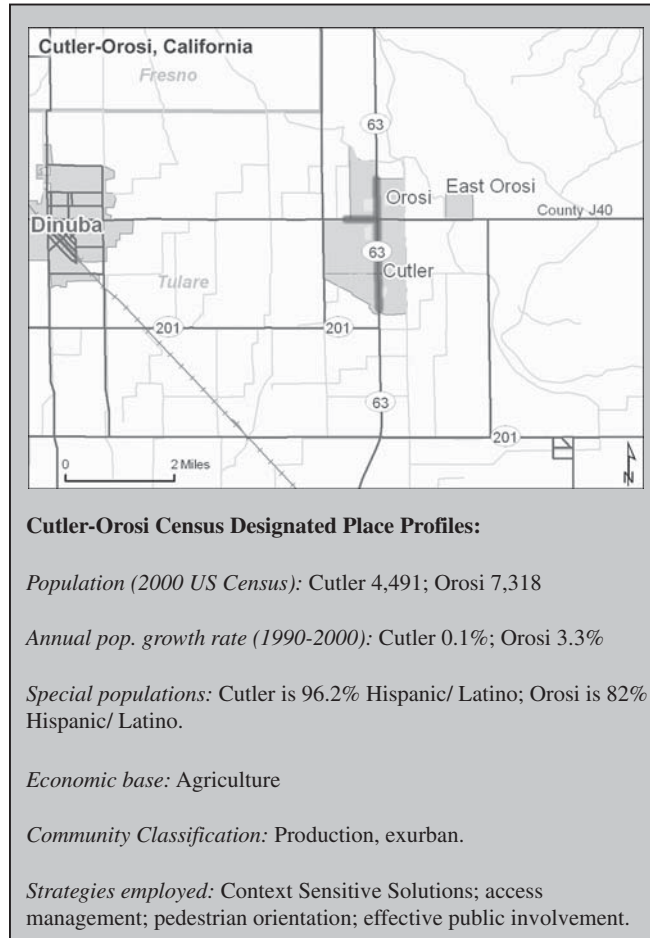 Cutler-Orosi, California
Fresno
63
Orosi
East Orosi
County J40
Dinuba
63
Cutler
Tulare
201
201
63
201
0
2 Miles
N
Cutler-Orosi Census Designated Place Profiles:
Population (2000 US Census): Cutler 4,491; Orosi 7,318
Annual pop. growth rate (1990-2000): Cutler 0.1%; Orosi 3.3%
Special populations: Cutler is 96.2% Hispanic/ Latino; Orosi is 82%
Hispanic/ Latino.
Economic base: Agriculture
Community Classification: Production, exurban.
Strategies employed: Context Sensitive Solutions; access
management; pedestrian orientation; effective public involvement.